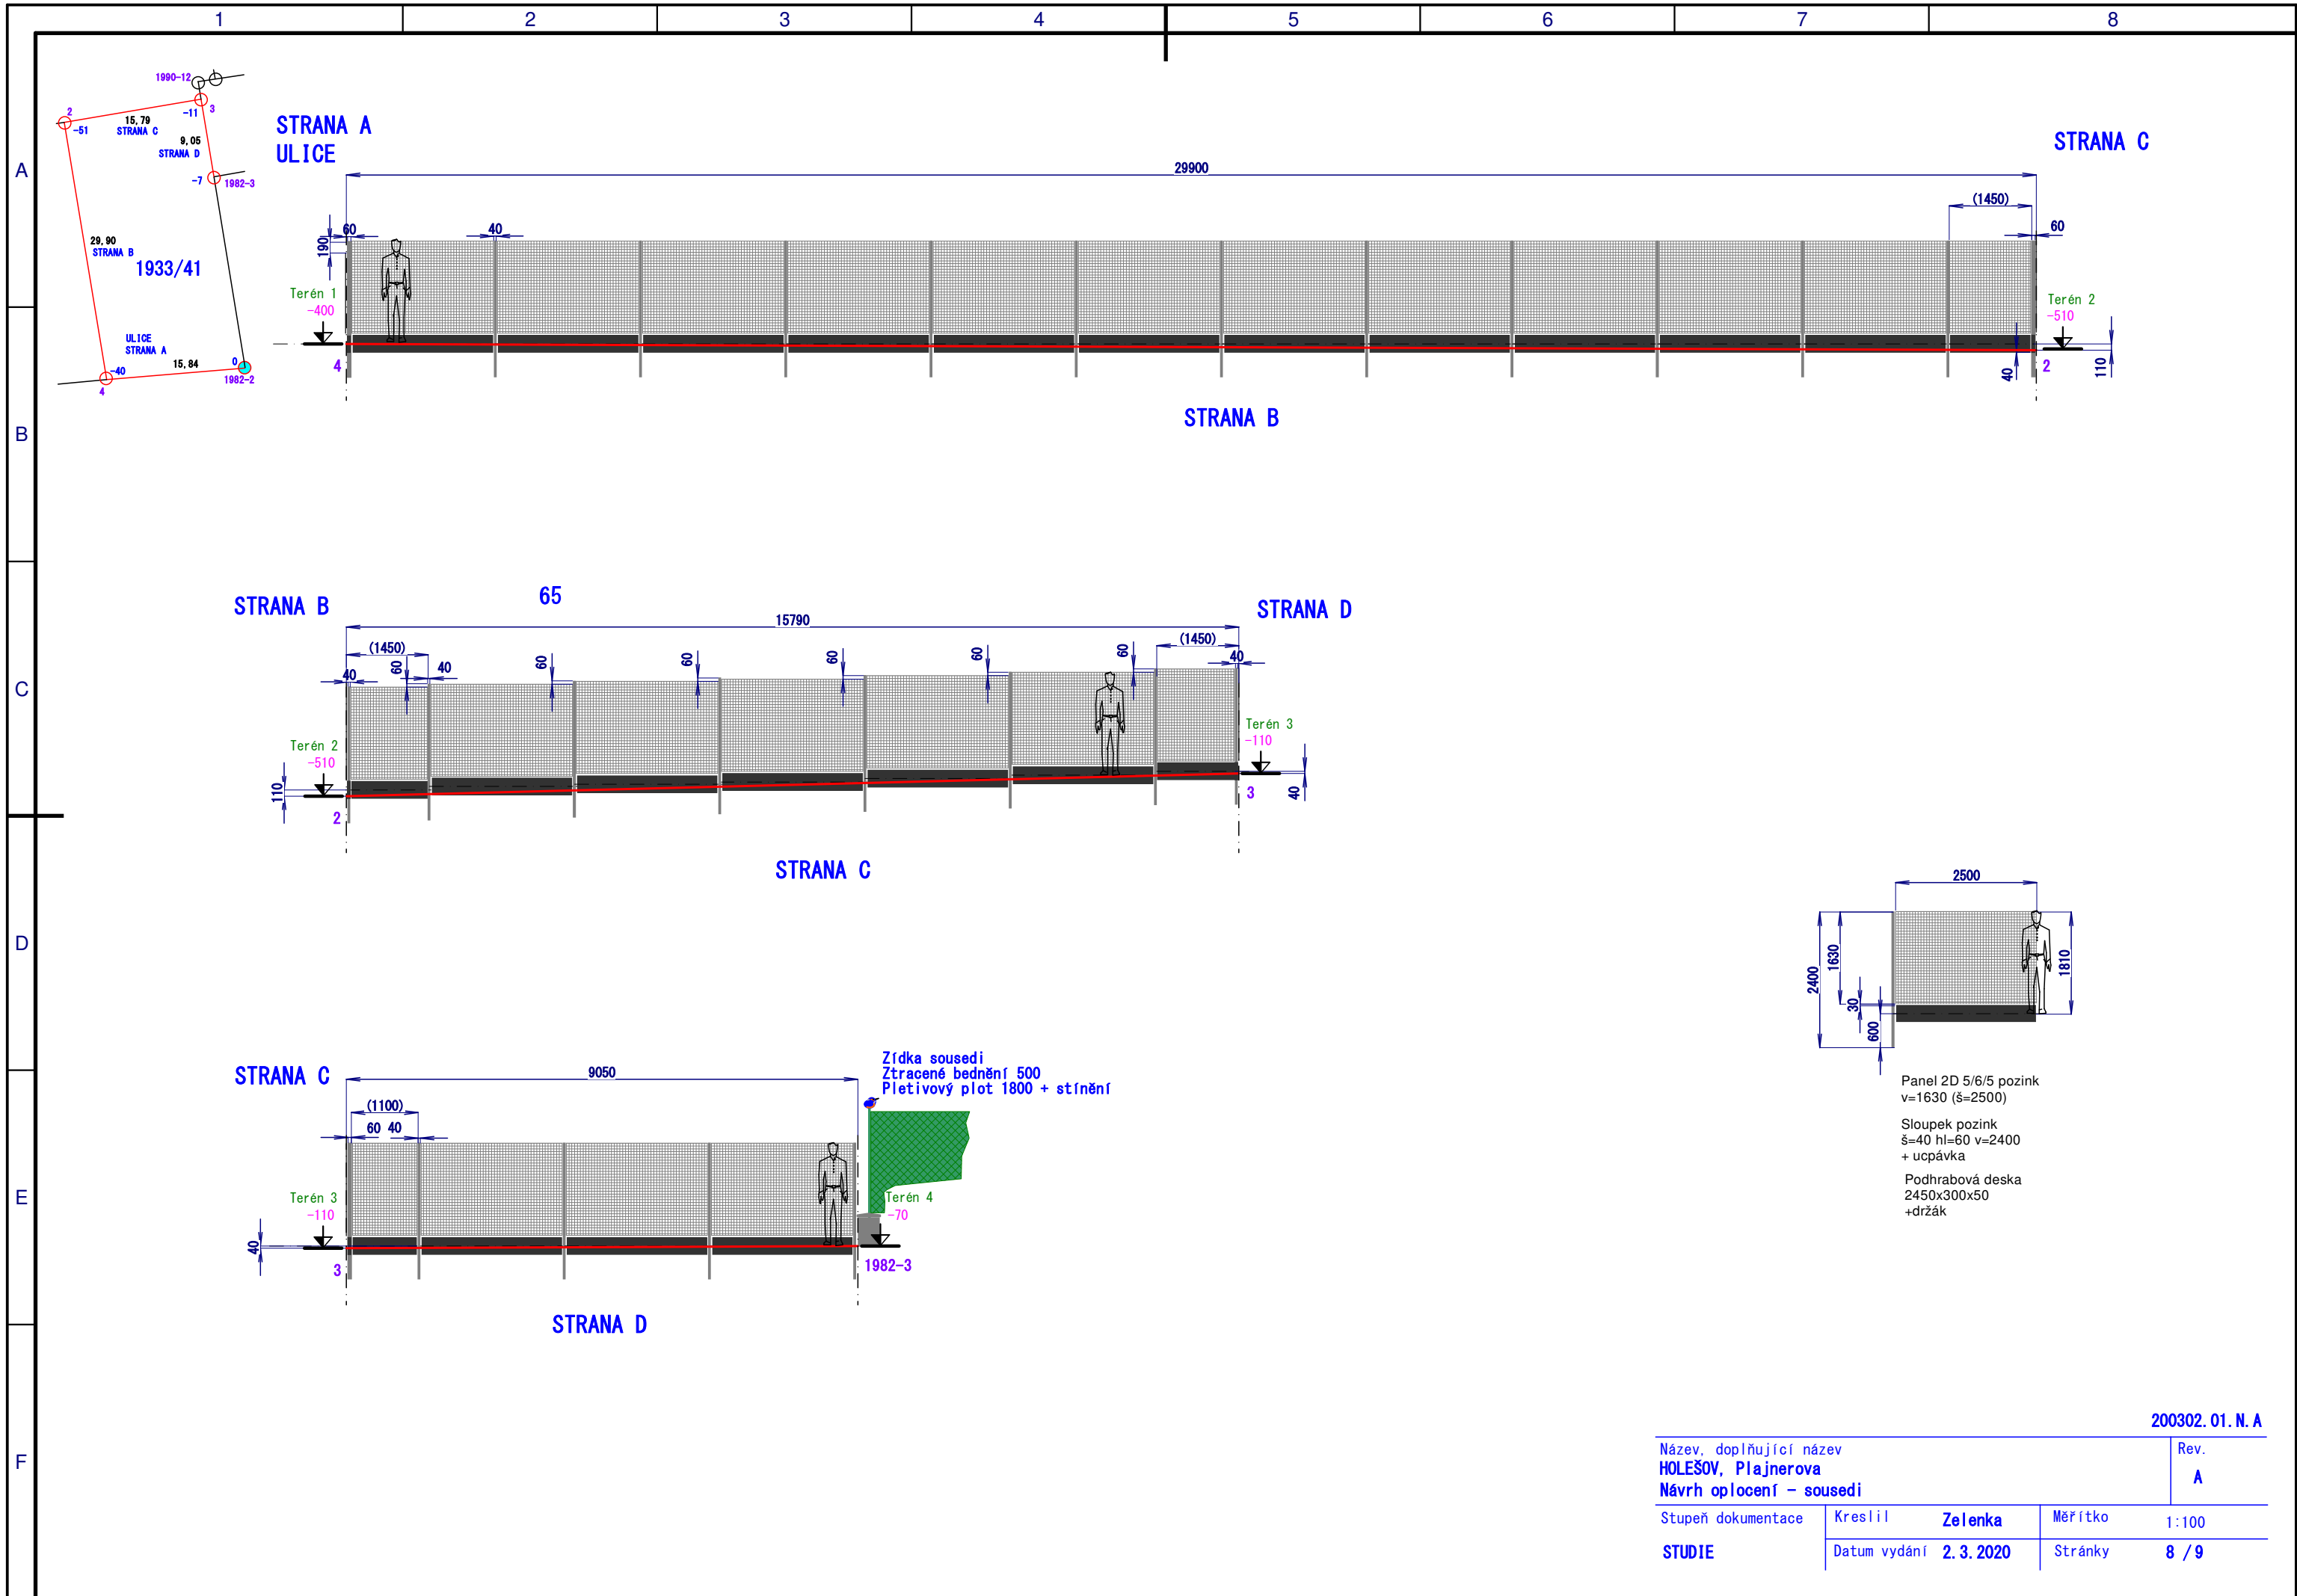 1 2 3 4 5 6 7 8
A
B
C
D
E
F
1990-12
2
-51
-11
3
15,79
STRANA C
9,05
STRANA D
-7
1982-3
29,90
STRANA B
1933/41
ULICE
STRANA A
-40
15,84
0
1982-2
4
STRANA A
ULICE
STRANA C
29900
(1450)
60
190
40
60
Terén 1
-400
Terén 2
-510
4
40
2
110
STRANA B
STRANA B
65
STRANA D
15790
(1450)
60
40
60
60
60
60
60
(1450)
40
40
Terén 2
-510
110
2
Terén 3
-110
3
40
STRANA C
2500
2400
1630
30
600
1810
Panel 2D 5/6/5 pozink
v=1630 (š=2500)
Sloupek pozink
š=40 hl=60 v=2400
+ ucpávka
Podhrabová deska
2450x300x50
+držák
STRANA C
9050
Zídka sousedi
Ztracené bednění 500
Pletivový plot 1800 + stínění
(1100)
60 40
Terén 3
-110
40
3
Terén 4
-70
1982-3
STRANA D
200302.01.N.A
Název, doplňující název
HOLEŠOV, Plajnerova
Návrh oplocení - sousedi
Rev.
A
Stupeň dokumentace
STUDIE
Kreslil Zelenka
Měřítko 1:100
Datum vydání 2.3.2020
Stránky 8 /9